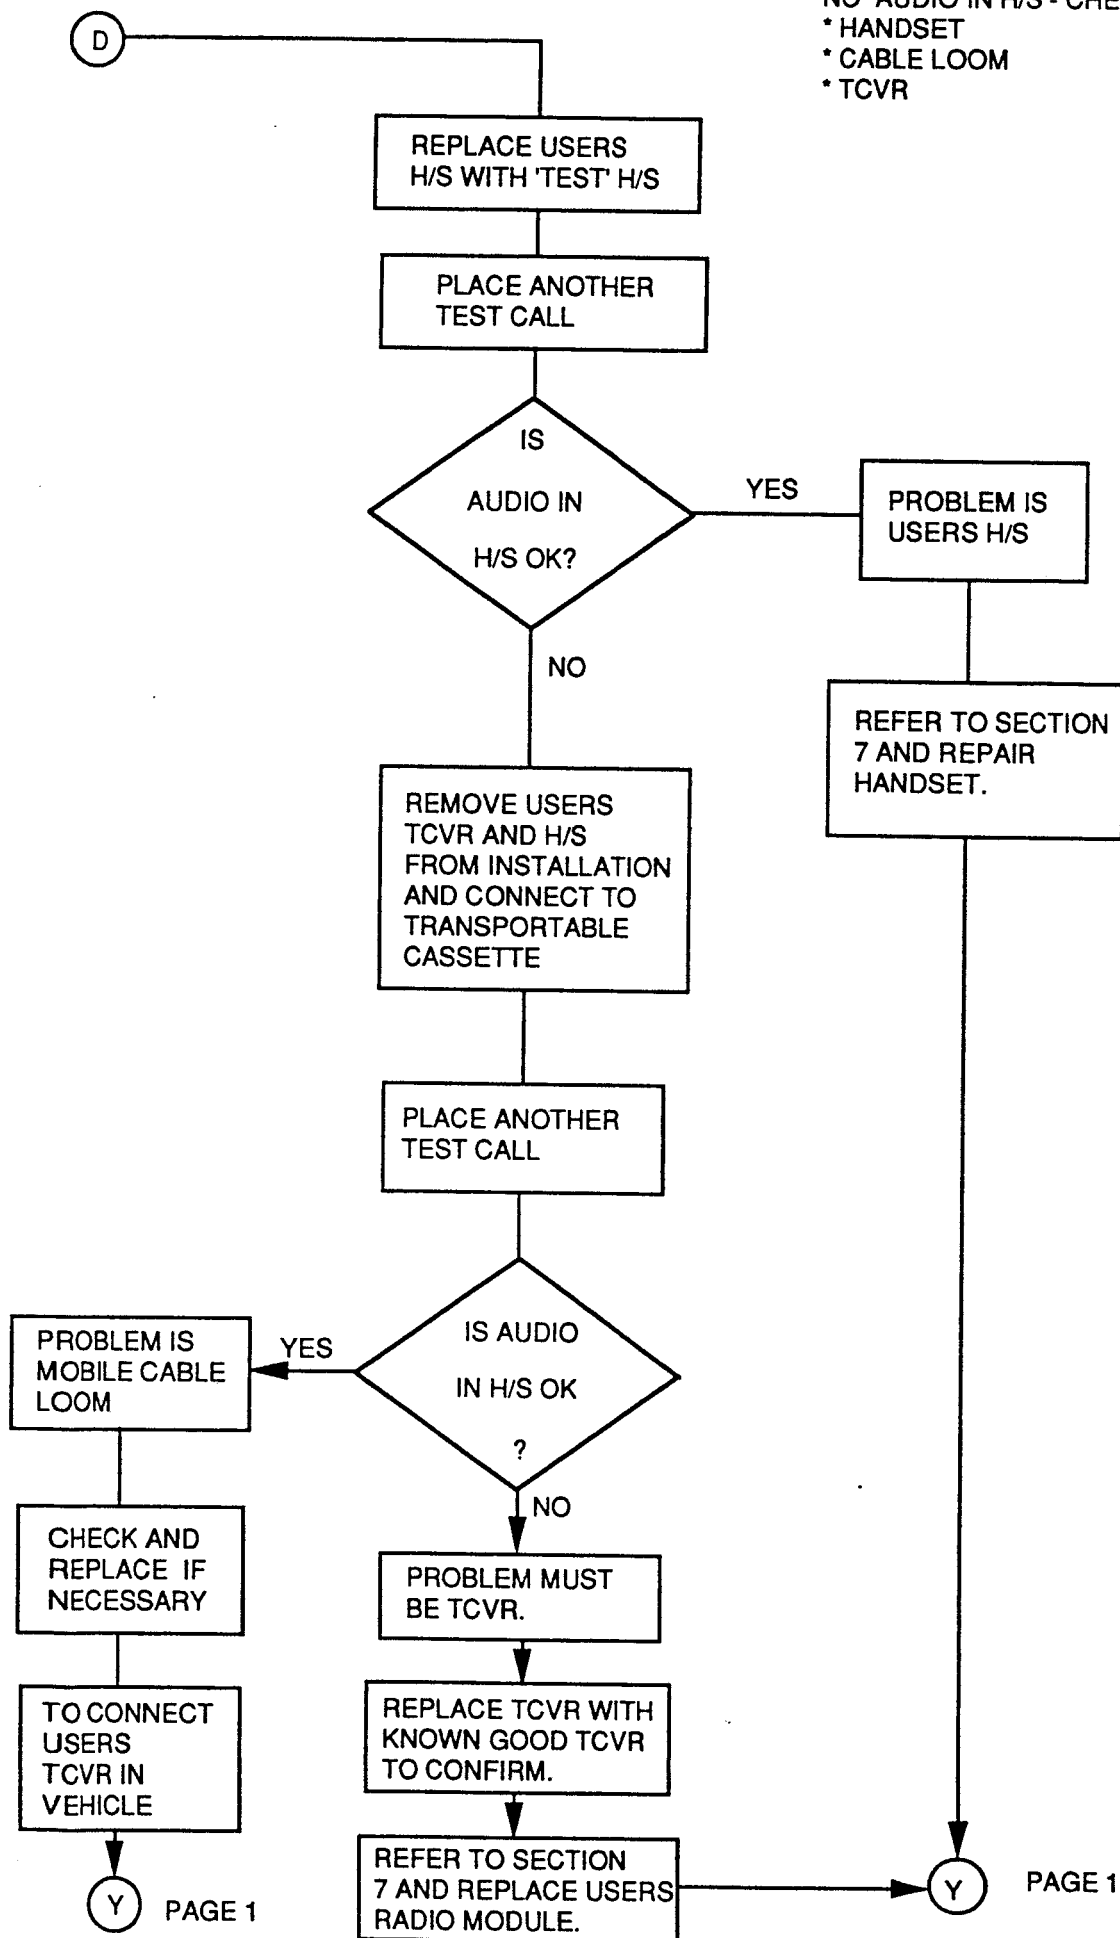 NO AUDIO IN H/S - CHE
* HANDSET
* CABLE LOOM
* TCVR
D
REPLACE USERS
H/S WITH 'TEST' H/S
PLACE ANOTHER
TEST CALL
IS
AUDIO IN
H/S OK?
YES
PROBLEM IS
USERS H/S
NO
REFER TO SECTION
7 AND REPAIR
HANDSET.
REMOVE USERS
TCVR AND H/S
FROM INSTALLATION
AND CONNECT TO
TRANSPORTABLE
CASSETTE
PLACE ANOTHER
TEST CALL
IS AUDIO
IN H/S OK
?
YES
PROBLEM IS
MOBILE CABLE
LOOM
NO
CHECK AND
REPLACE IF
NECESSARY
PROBLEM MUST
BE TCVR.
TO CONNECT
USERS
TCVR IN
VEHICLE
REPLACE TCVR WITH
KNOWN GOOD TCVR
TO CONFIRM.
REFER TO SECTION
7 AND REPLACE USERS
RADIO MODULE.
Y
PAGE 1
Y
PAGE 1